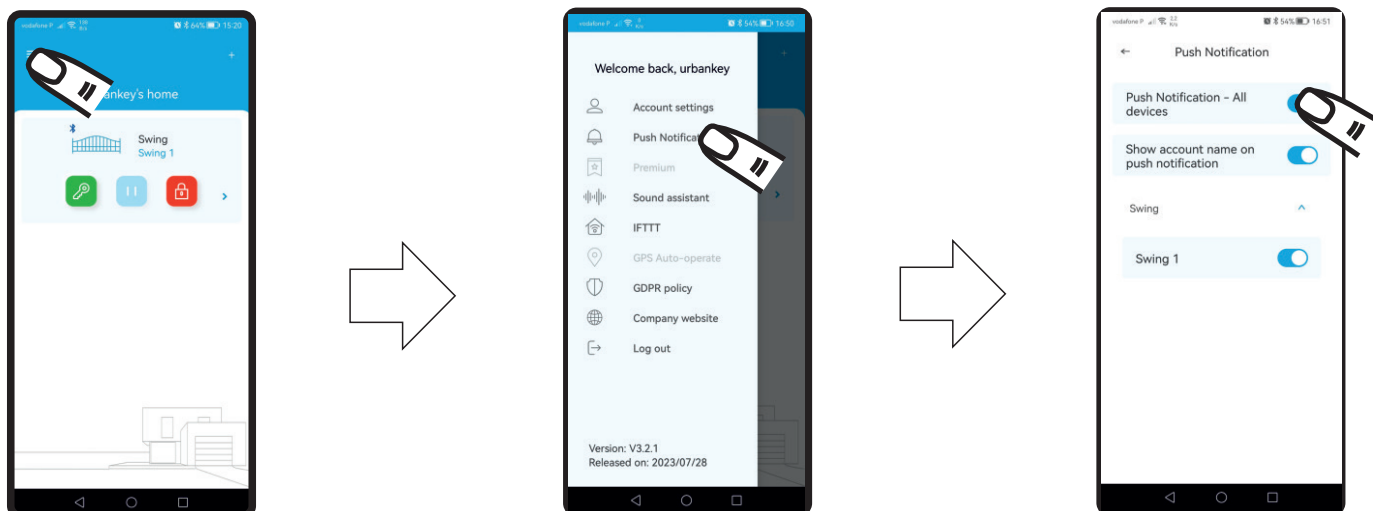 vodafone P
64% 15:20
+
ankey's home
Swing
Swing 1
vodafone P
54% 16:50
+
Welcome back, urbankey
Account settings
Push Notificat
Premium
Sound assistant
IFTTT
GPS Auto-operate
GDPR policy
Company website
Log out
Version: V3.2.1
Released on: 2023/07/28
vodafone P
54% 16:51
Push Notification
Push Notification - All
devices
Show account name on
push notification
Swing
Swing 1